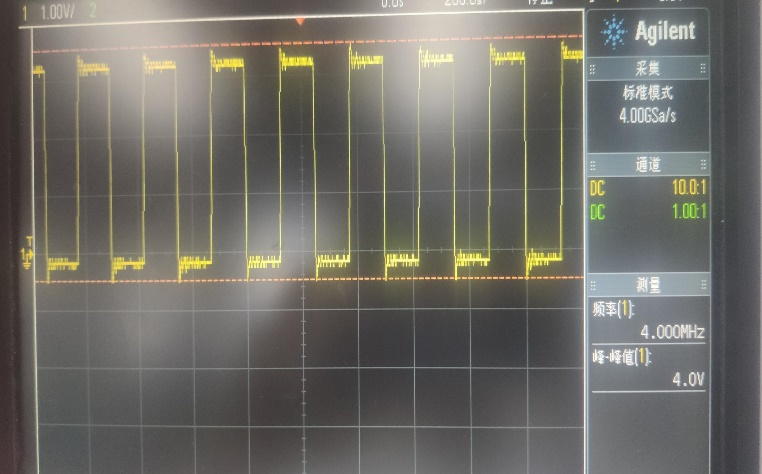 1 1.00V/ 2
Agilent
采集
标准模式
4.00GSa/s
通道
DC 10.0:1
DC 1.00:1
测量
频率(1):
4.000MHz
峰-峰值(1):
4.0V